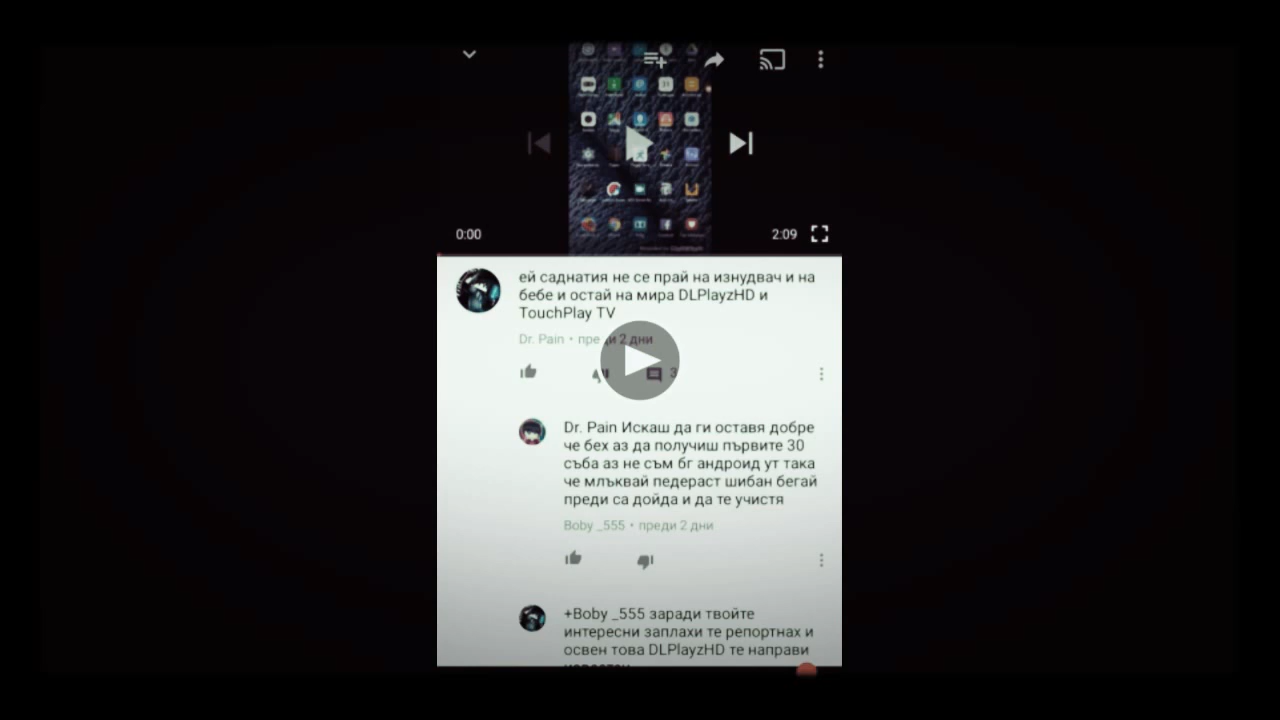 0:00
2:09
ей саднатия не се прай на изнудвач и на
бебе и остай на мира DLPlayzHD и
TouchPlay TV
Dr. Pain • преди 2 дни
3
Dr. Pain Искаш да ги оставя добре
че бех аз да получиш първите 30
съба аз не съм бг андроид ут така
че млъквай педераст шибан бегай
преди са дойда и да те учистя
Boby _555 • преди 2 дни
+Boby _555 заради твойте
интересни заплахи те репортнах и
освен това DLPlayzHD те направи